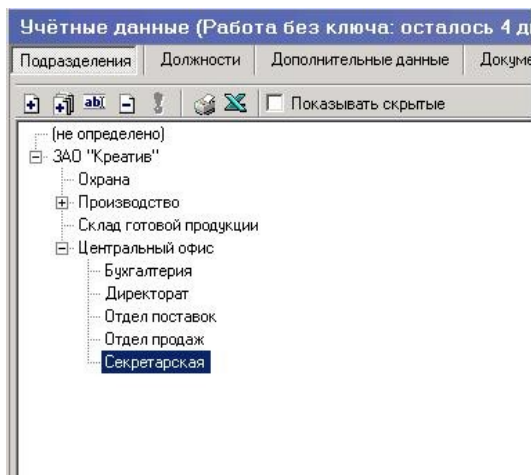 Учётные данные (Работа без ключа: осталось 4
Подразделения Должности Дополнительные данные
abI Показывать скрытые
(не определено)
ЗАО "Креатив"
Охрана
Производство
Склад готовой продукции
Центральный офис
Бухгалтерия
Директорат
Отдел поставок
Отдел продаж
Секретарская